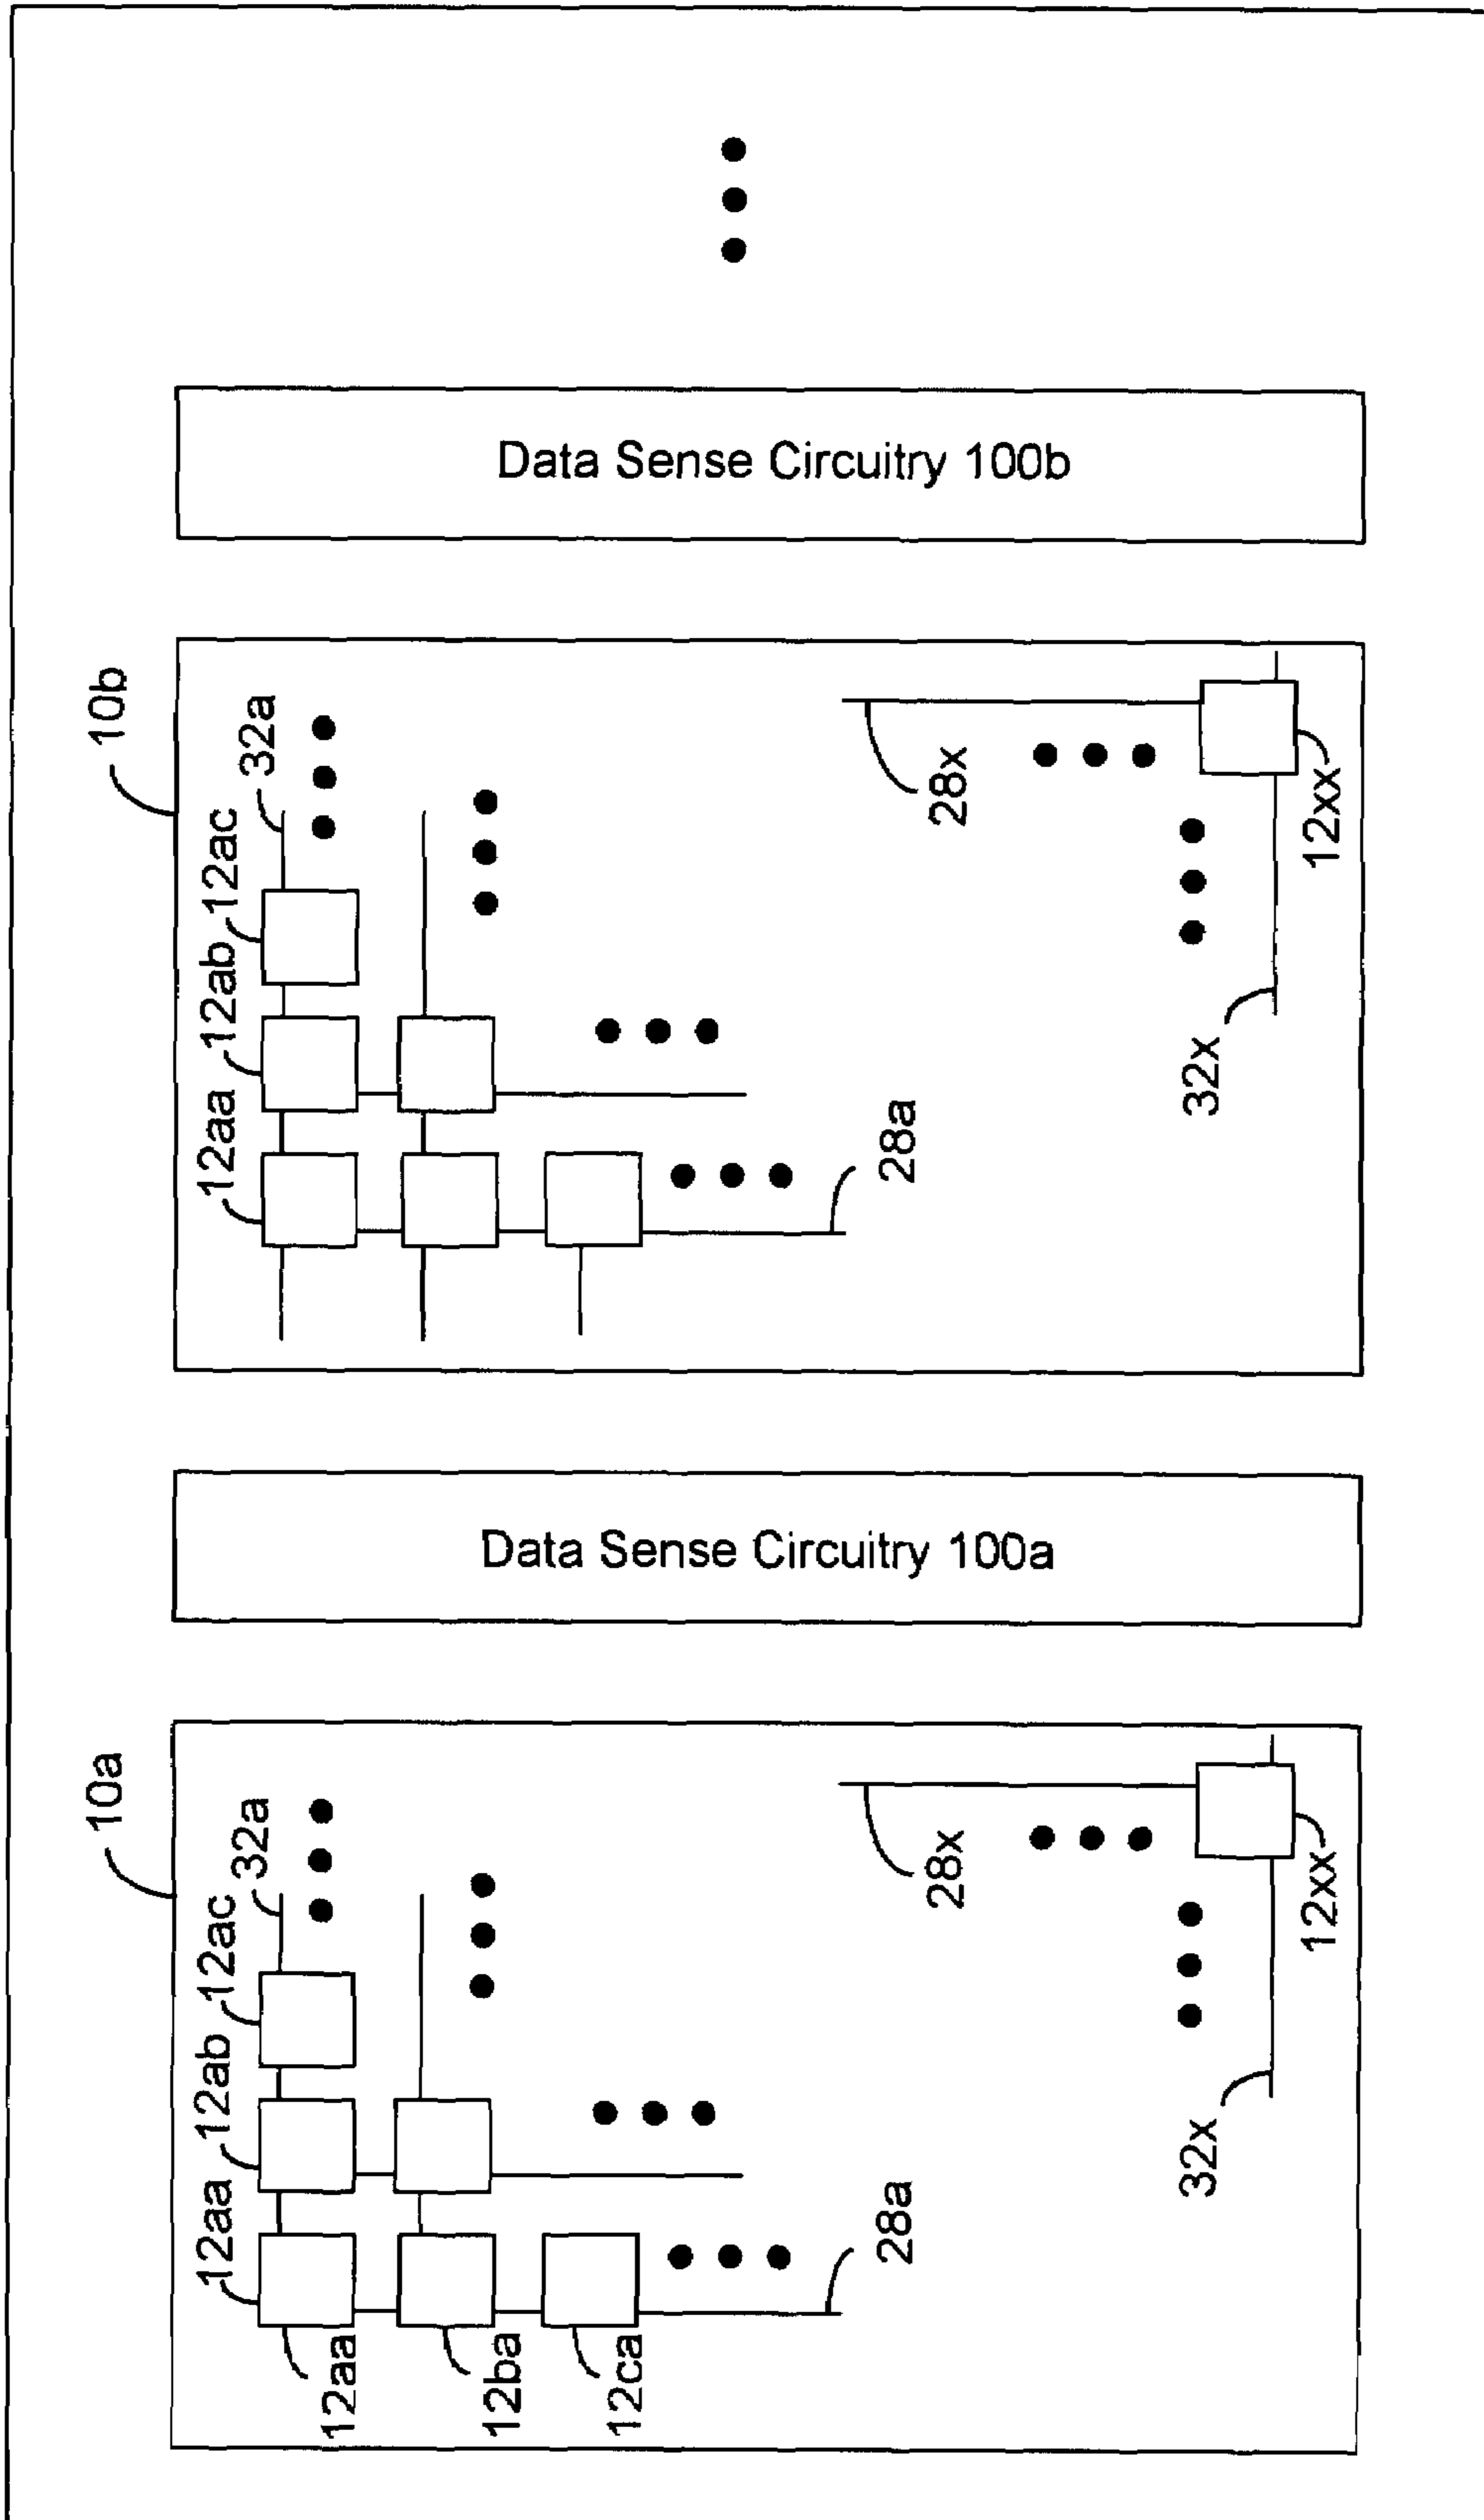 Data Sense Circuitry 100b
10b
32a
12ac
12ab
12aa
28x
28a
12xx
32x
Data Sense Circuitry 100a
10a
32a
12ac
12ab
12aa
28x
28a
12xx
32x
12aa
12ba
12ca